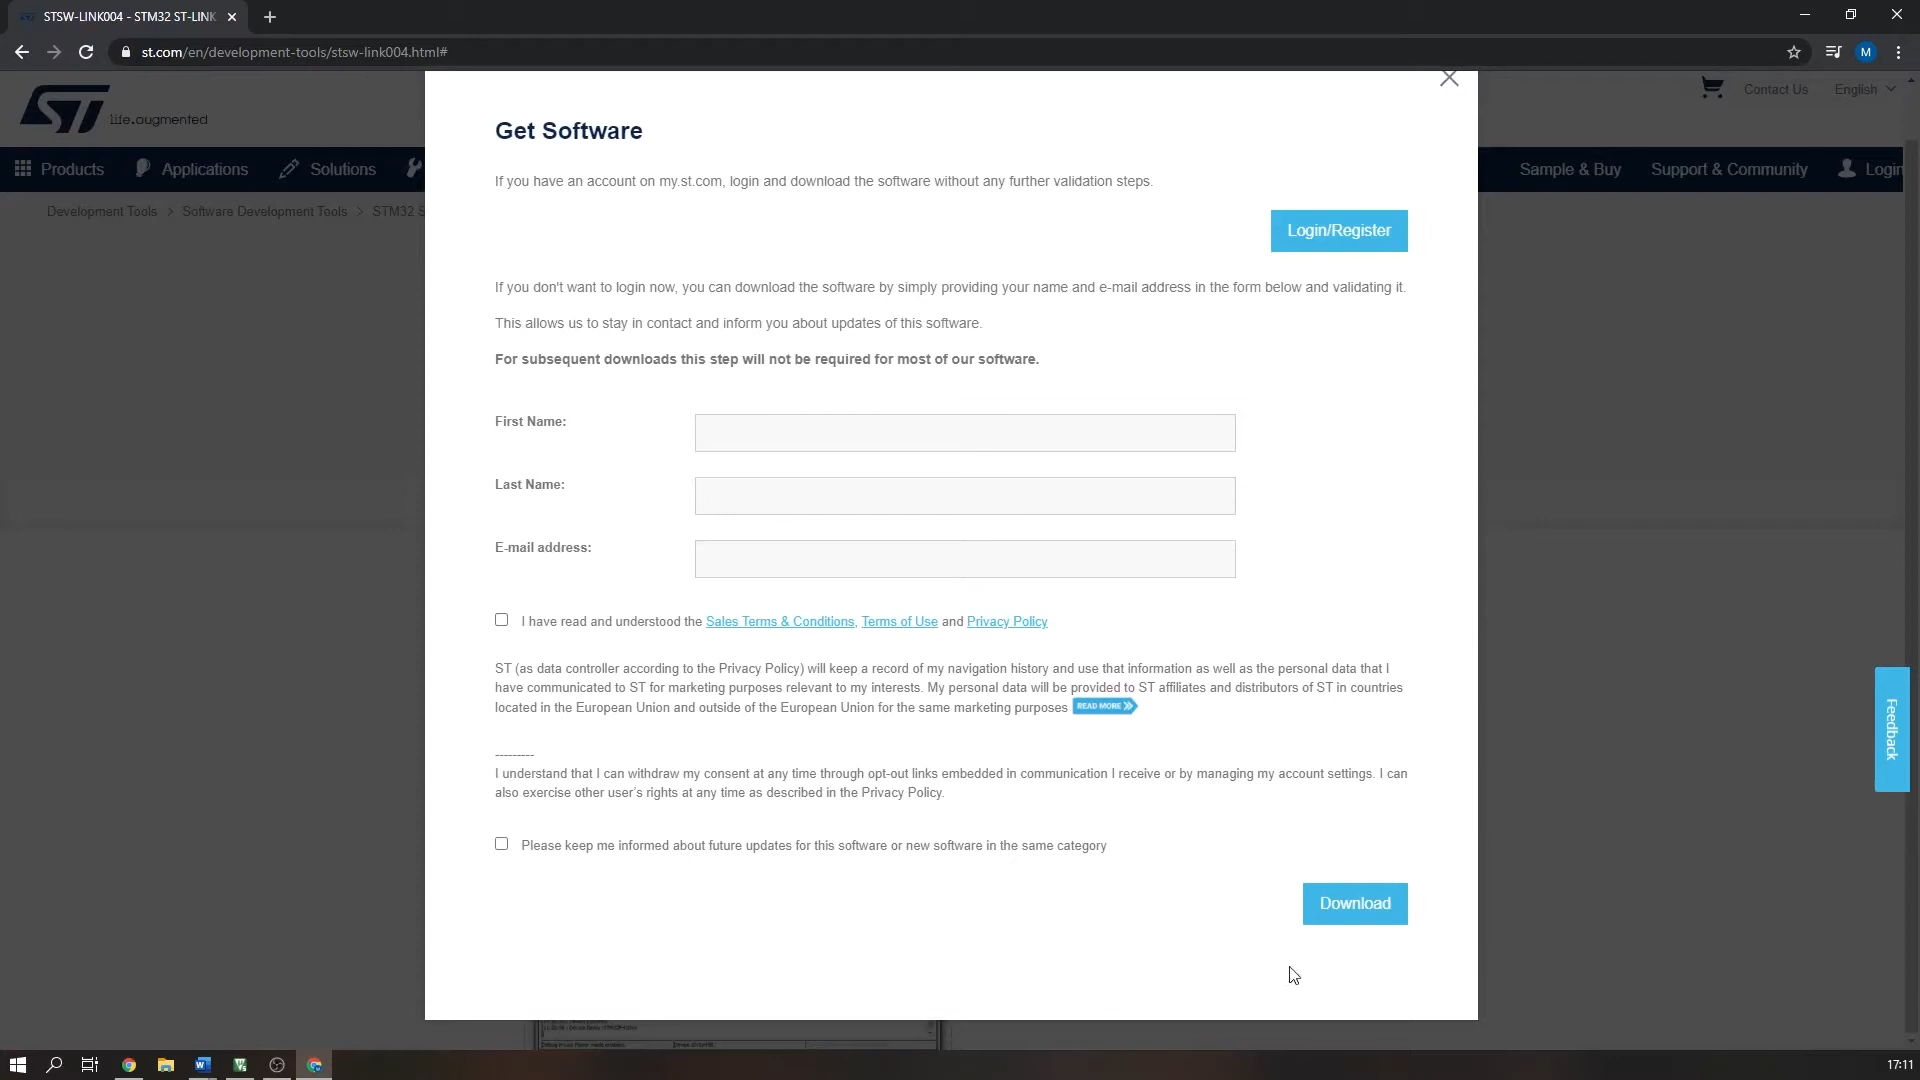 STSW-LINK004 - STM32 ST-LINK
st.com/en/development-tools/stsw-link004.html#
M
ST life.augmented
Contact Us
English
Products
Applications
Solutions
Sample & Buy
Support & Community
Login
Development Tools > Software Development Tools > STM32 S
Get Software
If you have an account on my.st.com, login and download the software without any further validation steps.
Login/Register
If you don't want to login now, you can download the software by simply providing your name and e-mail address in the form below and validating it.
This allows us to stay in contact and inform you about updates of this software.
For subsequent downloads this step will not be required for most of our software.
First Name:
Last Name:
E-mail address:
I have read and understood the Sales Terms & Conditions, Terms of Use and Privacy Policy
ST (as data controller according to the Privacy Policy) will keep a record of my navigation history and use that information as well as the personal data that I
have communicated to ST for marketing purposes relevant to my interests. My personal data will be provided to ST affiliates and distributors of ST in countries
located in the European Union and outside of the European Union for the same marketing purposes READ MORE
---------
I understand that I can withdraw my consent at any time through opt-out links embedded in communication I receive or by managing my account settings. I can
also exercise other user's rights at any time as described in the Privacy Policy.
Please keep me informed about future updates for this software or new software in the same category
Download
Feedback
17:11